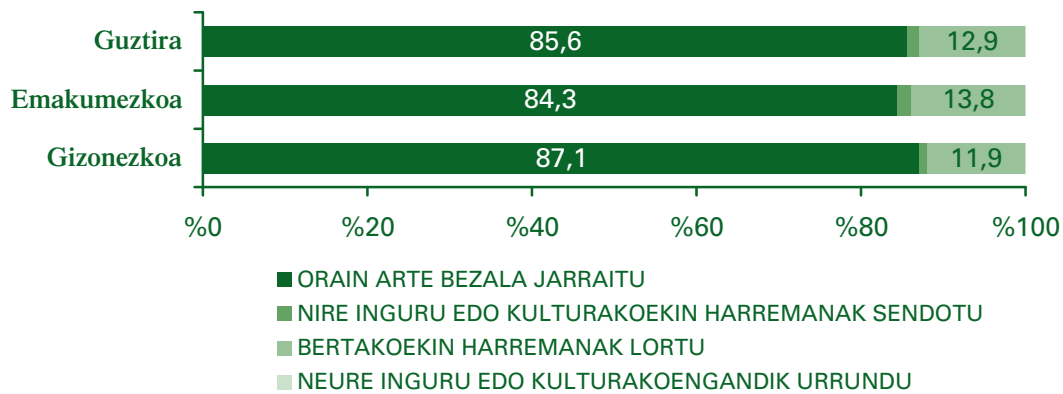 Guztira 85,6 12,9
Emakumezkoa 84,3 13,8
Gizonezkoa 87,1 11,9
%0 %20 %40 %60 %80 %100
ORAIN ARTE BEZALA JARRAITU
NIRE INGURU EDO KULTURAKOEKIN HARREMANAK SENDOTU
BERTAKOEKIN HARREMANAK LORTU
NEURE INGURU EDO KULTURAKOENGANDIK URRUNDU